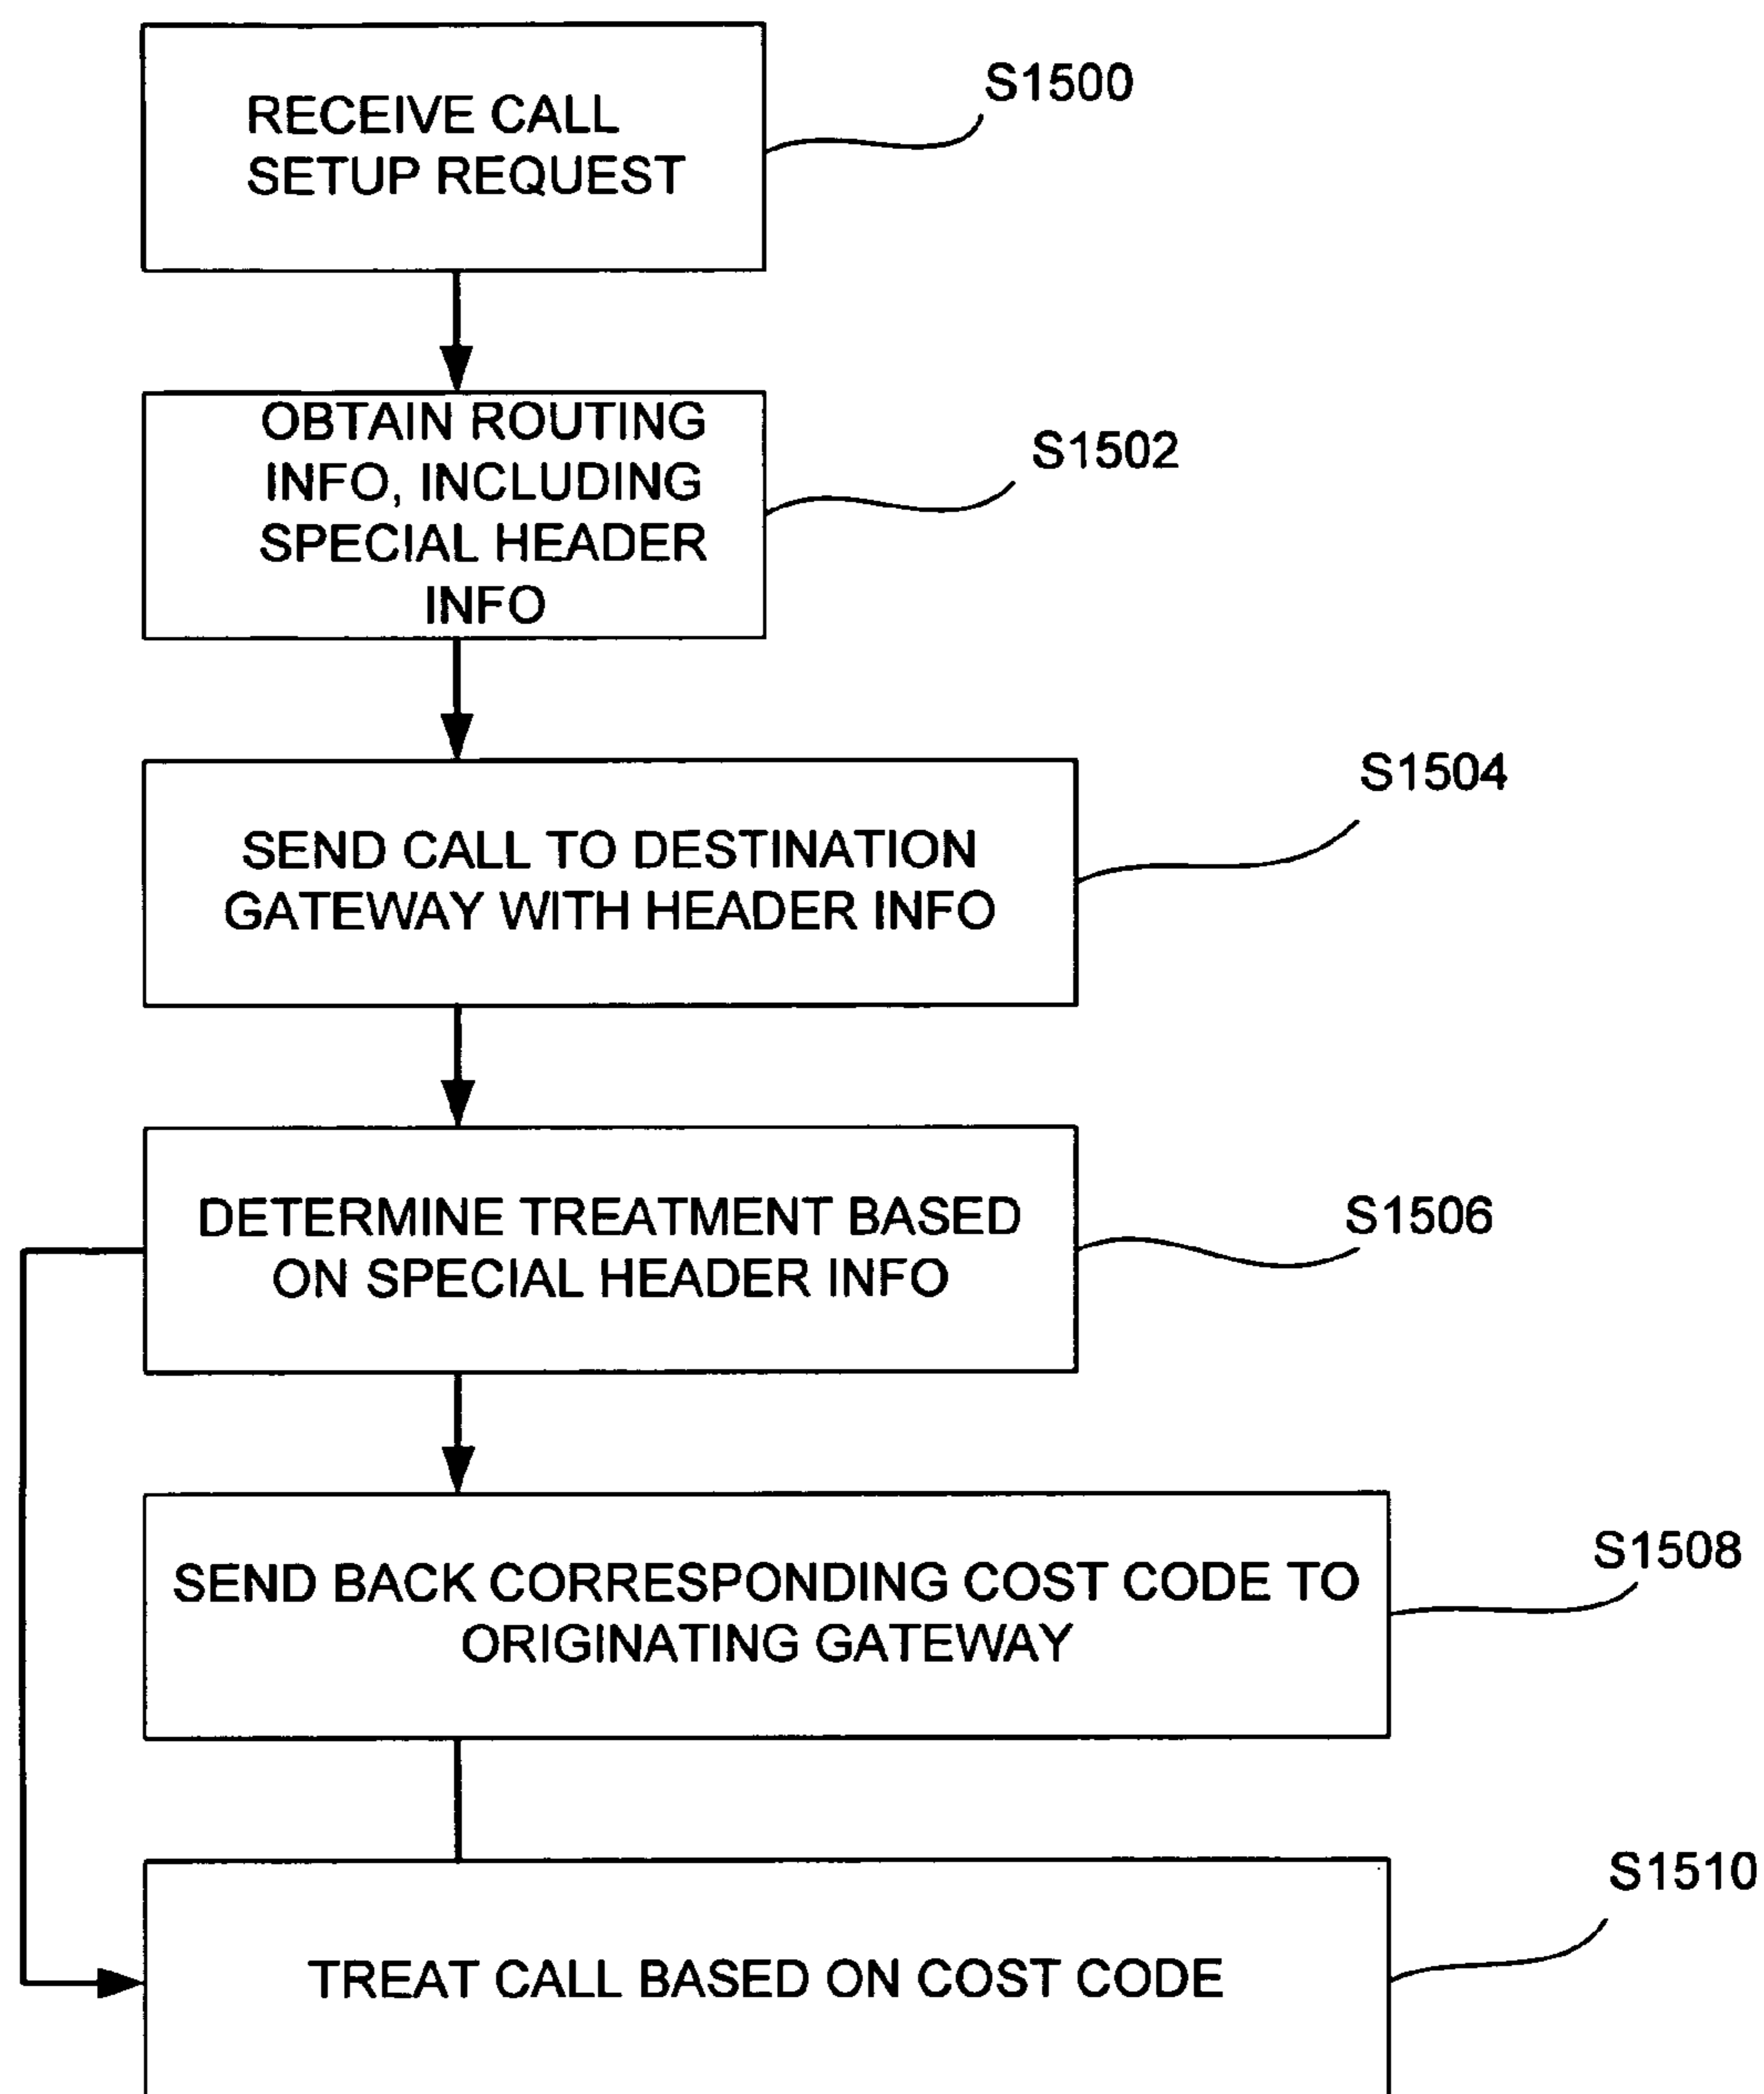 RECEIVE CALL
SETUP REQUEST
S1500
OBTAIN ROUTING
INFO, INCLUDING
SPECIAL HEADER
INFO
S1502
SEND CALL TO DESTINATION
GATEWAY WITH HEADER INFO
S1504
DETERMINE TREATMENT BASED
ON SPECIAL HEADER INFO
S1506
SEND BACK CORRESPONDING COST CODE TO
ORIGINATING GATEWAY
S1508
TREAT CALL BASED ON COST CODE
S1510